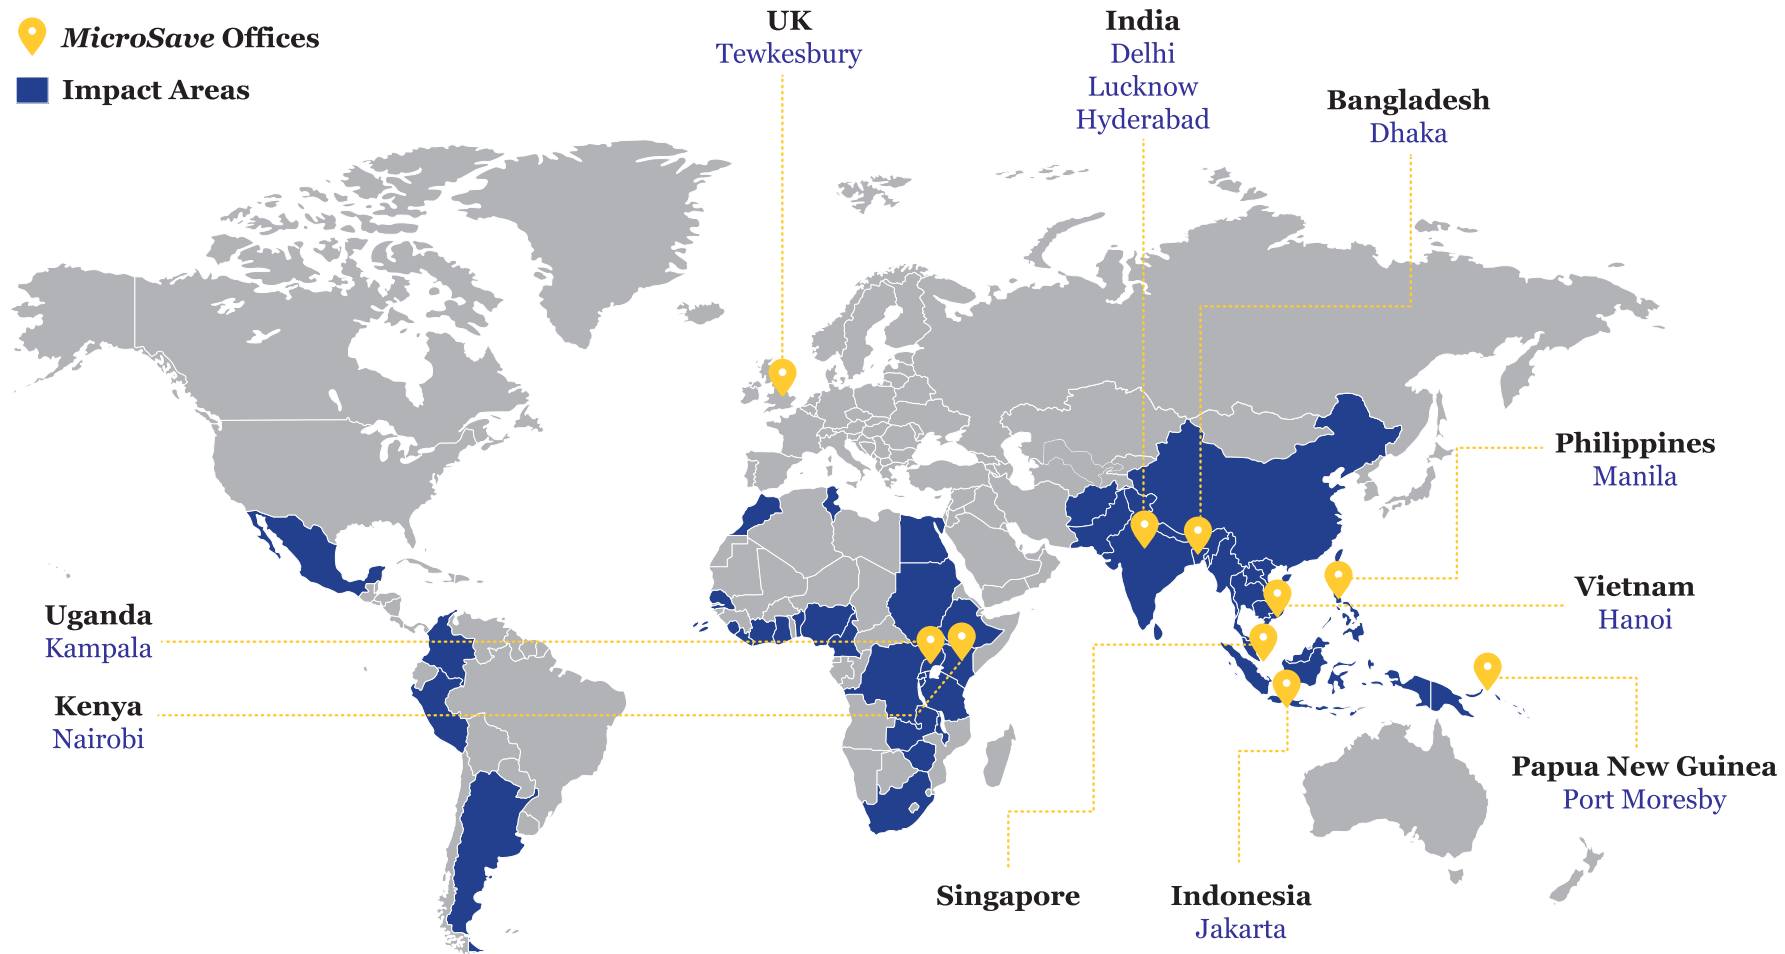 MicroSave Offices
Impact Areas
UK
Tewkesbury
India
Delhi
Lucknow
Hyderabad
Bangladesh
Dhaka
Philippines
Manila
Vietnam
Hanoi
Uganda
Kampala
Kenya
Nairobi
Papua New Guinea
Port Moresby
Singapore
Indonesia
Jakarta